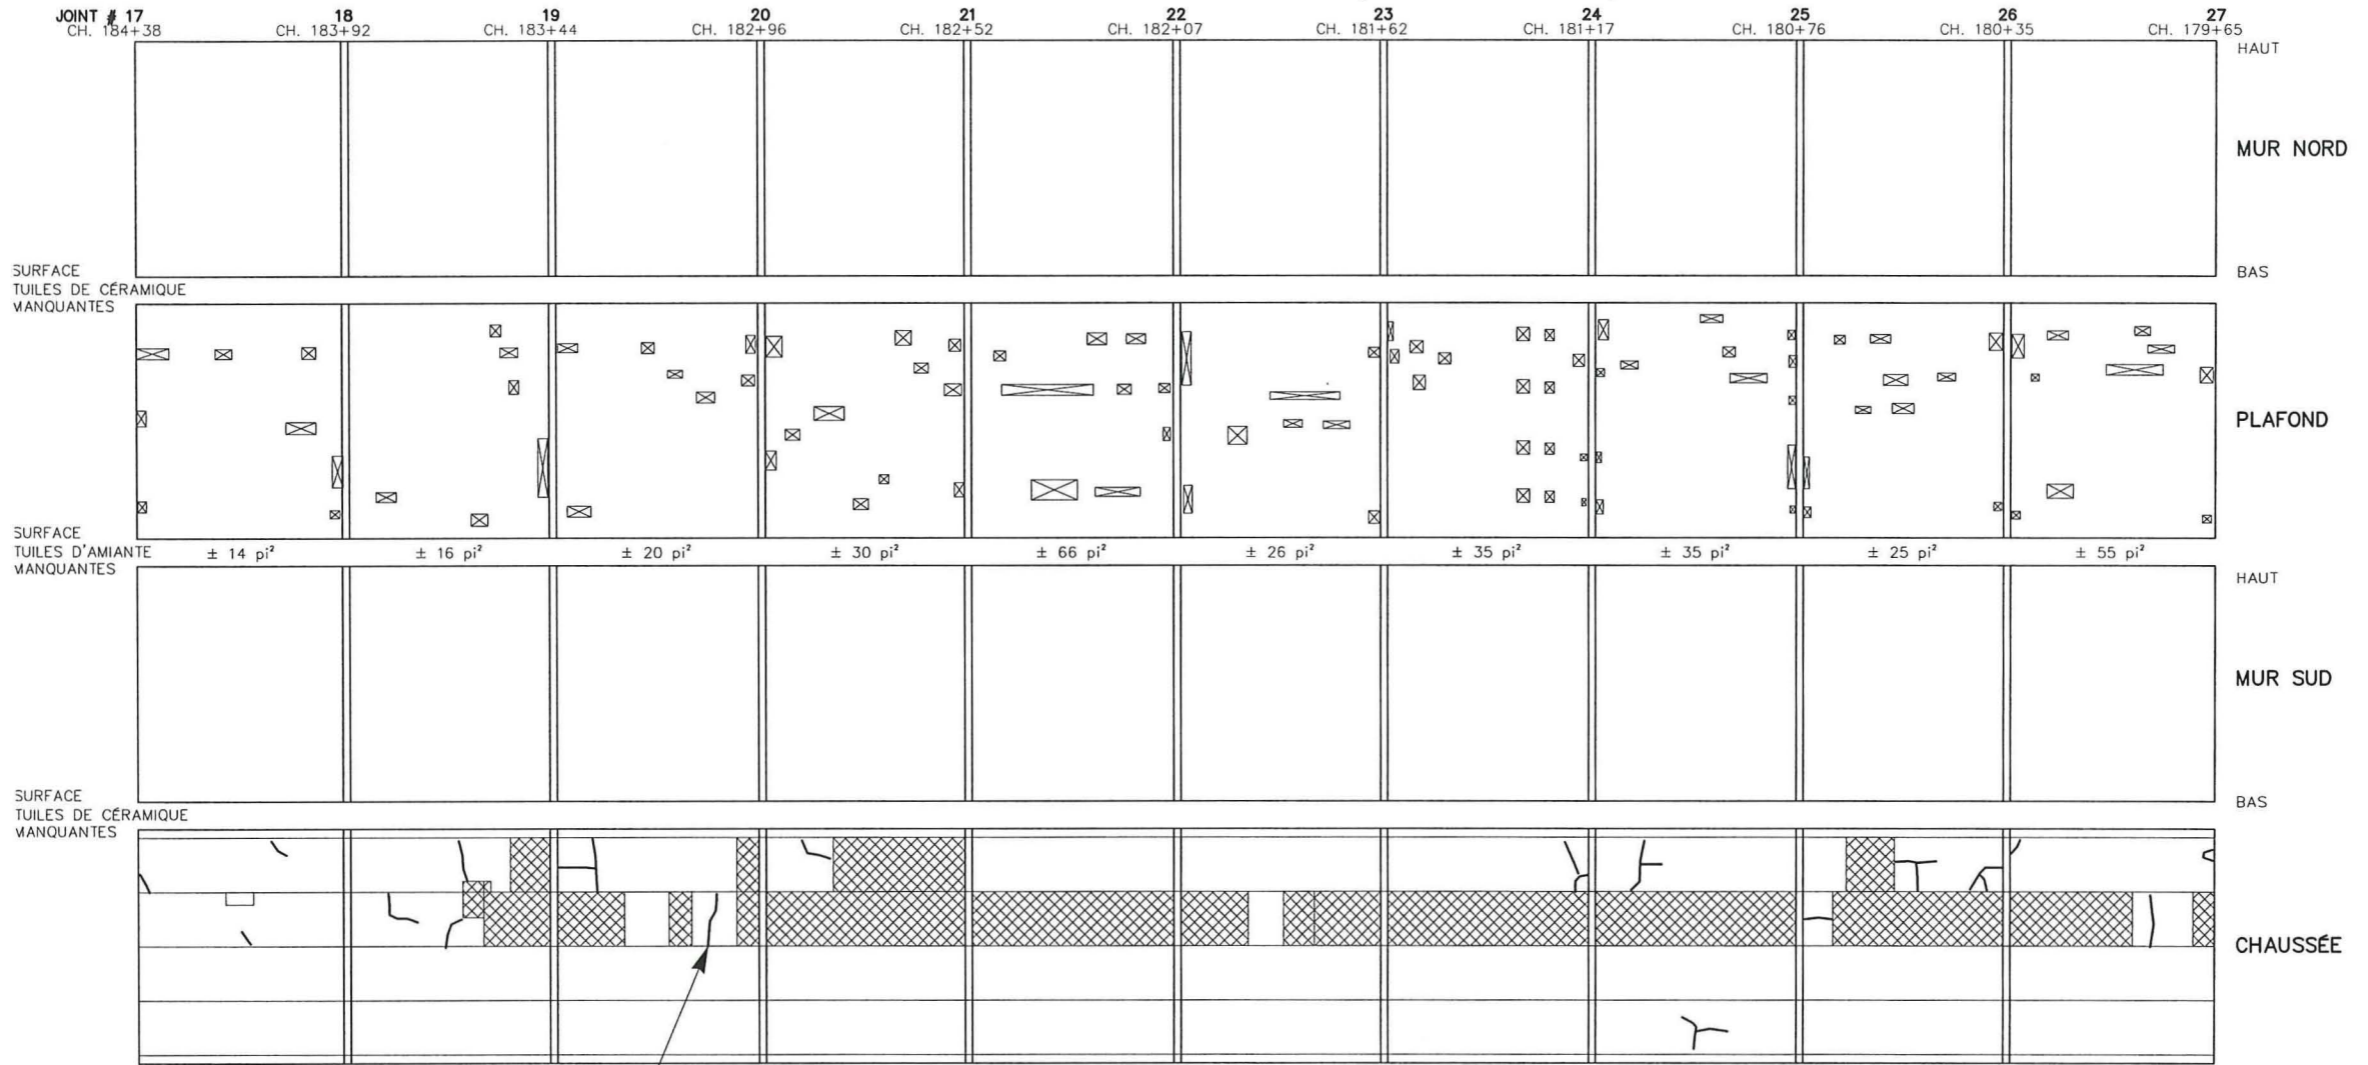 JOINT # 17 18 19 20 21 22 23 24 25 26 27
CH. 184+38 CH. 183+92 CH. 183+44 CH. 182+96 CH. 182+52 CH. 182+07 CH. 181+62 CH. 181+17 CH. 180+76 CH. 180+35 CH. 179+65
HAUT
MUR NORD
BAS
SURFACE
TUILES DE CÉRAMIQUE
MANQUANTES
PLAFOND
SURFACE
TUILES D'AMIANTE ± 14 pi² ± 16 pi² ± 20 pi² ± 30 pi² ± 66 pi² ± 26 pi² ± 35 pi² ± 35 pi² ± 25 pi² ± 55 pi²
MANQUANTES
HAUT
MUR SUD
BAS
SURFACE
TUILES DE CÉRAMIQUE
MANQUANTES
CHAUSSÉE